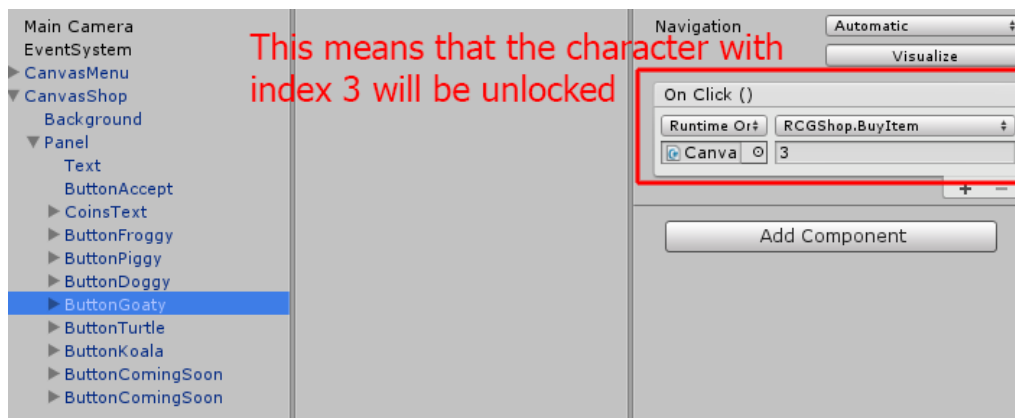 Main Camera
EventSystem
CanvasMenu
CanvasShop
Background
Panel
Text
ButtonAccept
CoinsText
ButtonFroggy
ButtonPiggy
ButtonDoggy
ButtonGoaty
ButtonTurtle
ButtonKoala
ButtonComingSoon
ButtonComingSoon
This means that the character with
index 3 will be unlocked
Navigation Automatic
Visualize
On Click ()
Runtime Or RCGShop.BuyItem
Canva 3
+ −
Add Component